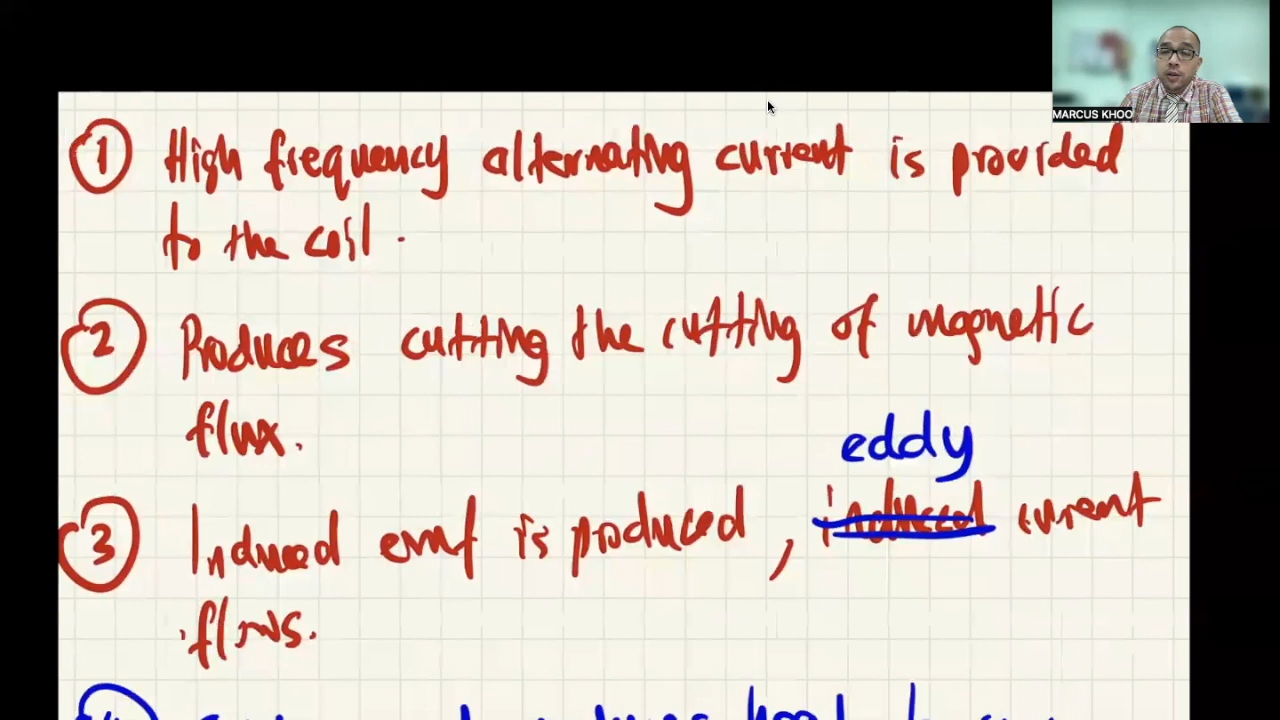 MARCUS KHOO
1 High frequency alternating current is provided
to the coil.
2 Produces cutting the cutting of magnetic
flux.
eddy
3 Induced emf is produced, induced current
flows.